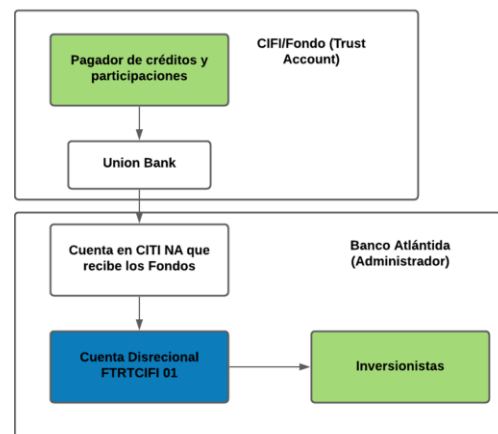 Pagador de créditos y
participaciones
CIFI/Fondo (Trust
Account)
Union Bank
Cuenta en CITI NA que
recibe los Fondos
Banco Atlántida
(Administrador)
Cuenta Disrecional
FTRTCIFI 01
Inversionistas